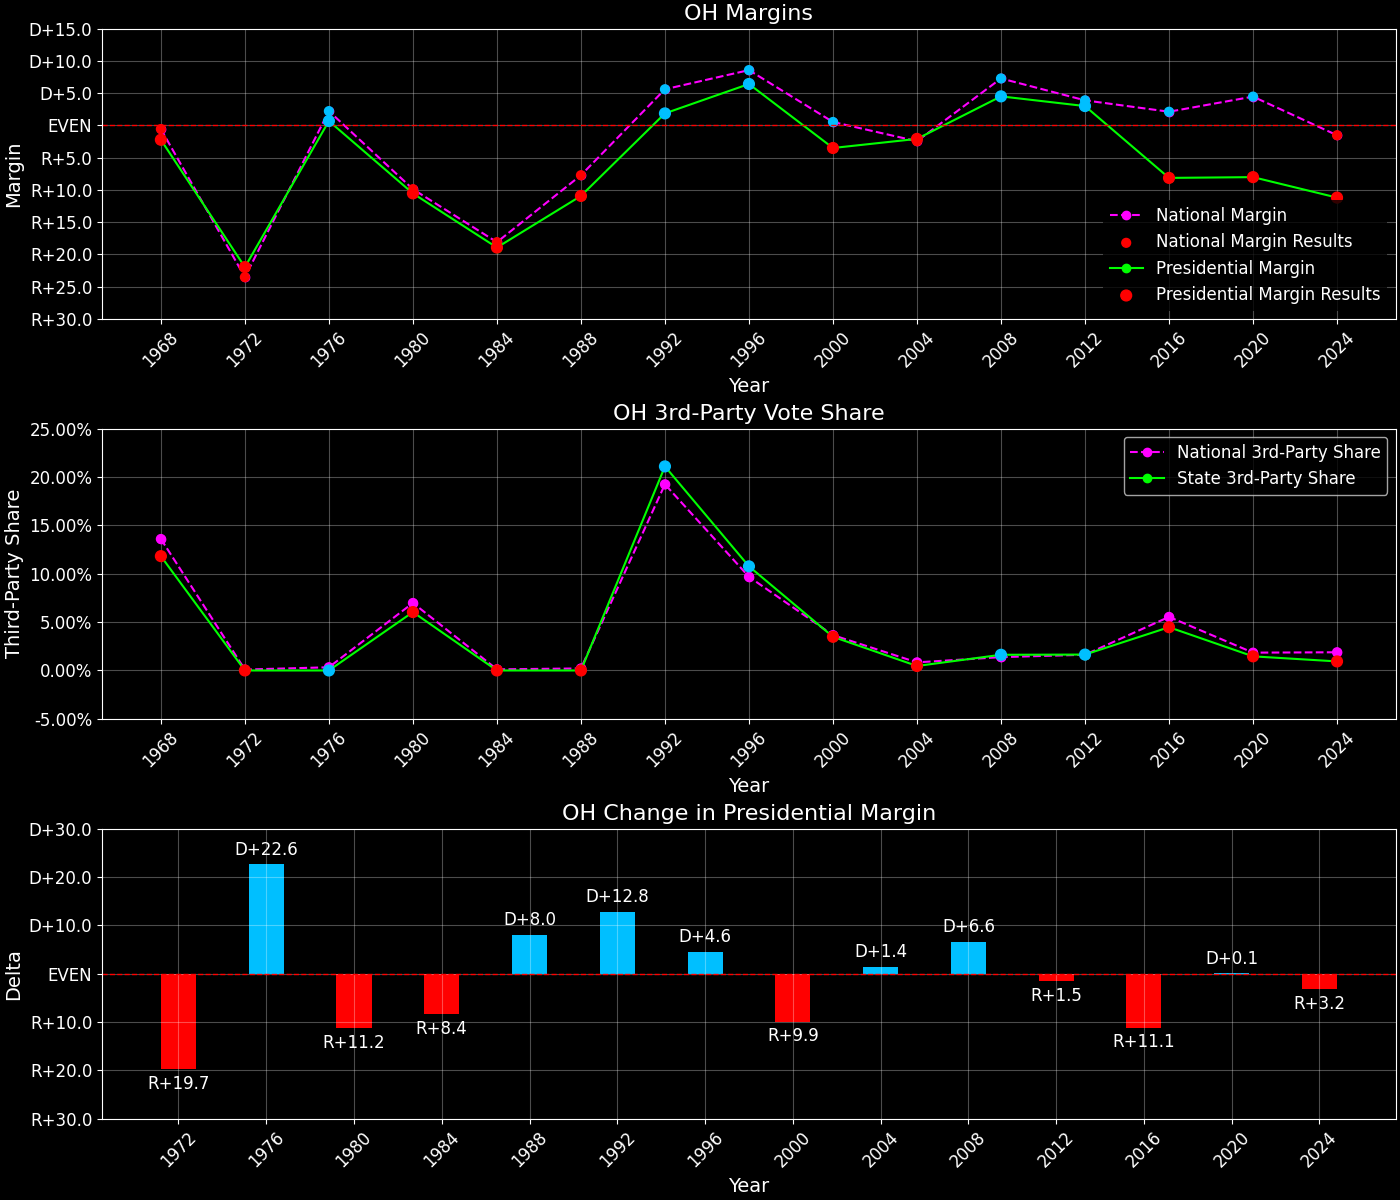 OH Margins
D+15.0
D+10.0
D+5.0
EVEN
R+5.0
R+10.0
R+15.0
R+20.0
R+25.0
R+30.0
Margin
National Margin
National Margin Results
Presidential Margin
Presidential Margin Results
1968 1972 1976 1980 1984 1988 1992 1996 2000 2004 2008 2012 2016 2020 2024
Year
OH 3rd-Party Vote Share
25.00%
20.00%
15.00%
10.00%
5.00%
0.00%
-5.00%
Third-Party Share
National 3rd-Party Share
State 3rd-Party Share
1968 1972 1976 1980 1984 1988 1992 1996 2000 2004 2008 2012 2016 2020 2024
Year
OH Change in Presidential Margin
D+30.0
D+20.0
D+10.0
EVEN
R+10.0
R+20.0
R+30.0
Delta
R+19.7
D+22.6
R+11.2
R+8.4
D+8.0
D+12.8
D+4.6
R+9.9
D+1.4
D+6.6
R+1.5
R+11.1
D+0.1
R+3.2
1972 1976 1980 1984 1988 1992 1996 2000 2004 2008 2012 2016 2020 2024
Year